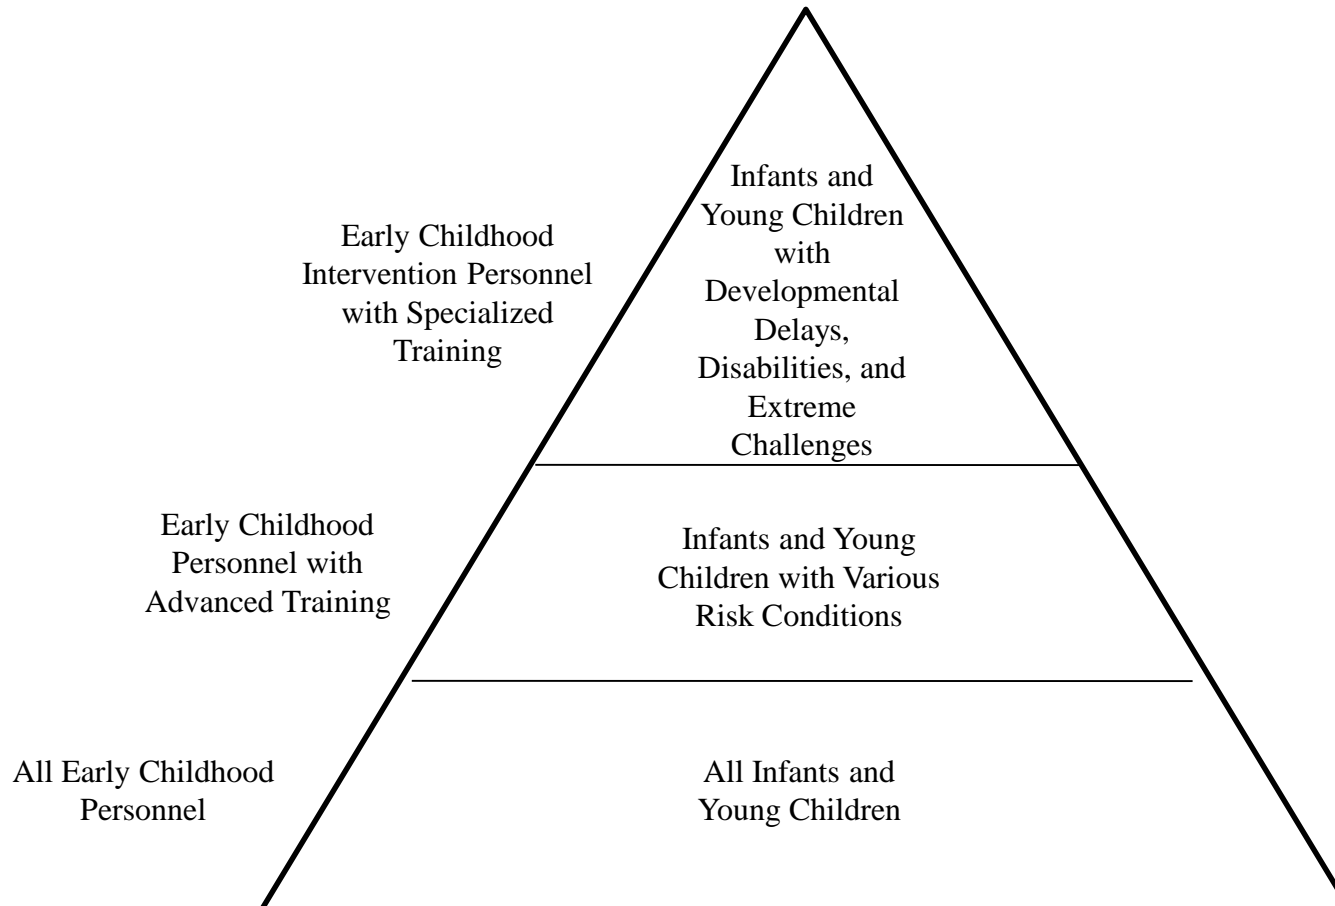 Infants and
Young Children
with
Developmental
Delays,
Disabilities, and
Extreme
Challenges
Early Childhood
Intervention Personnel
with Specialized
Training
Early Childhood
Personnel with
Advanced Training
Infants and Young
Children with Various
Risk Conditions
All Early Childhood
Personnel
All Infants and
Young Children